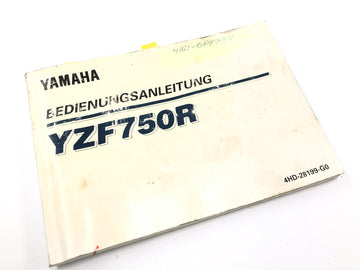 YAMAHA
BEDIENUNGSANLEITUNG
YZF750R
4HD-28199-G0